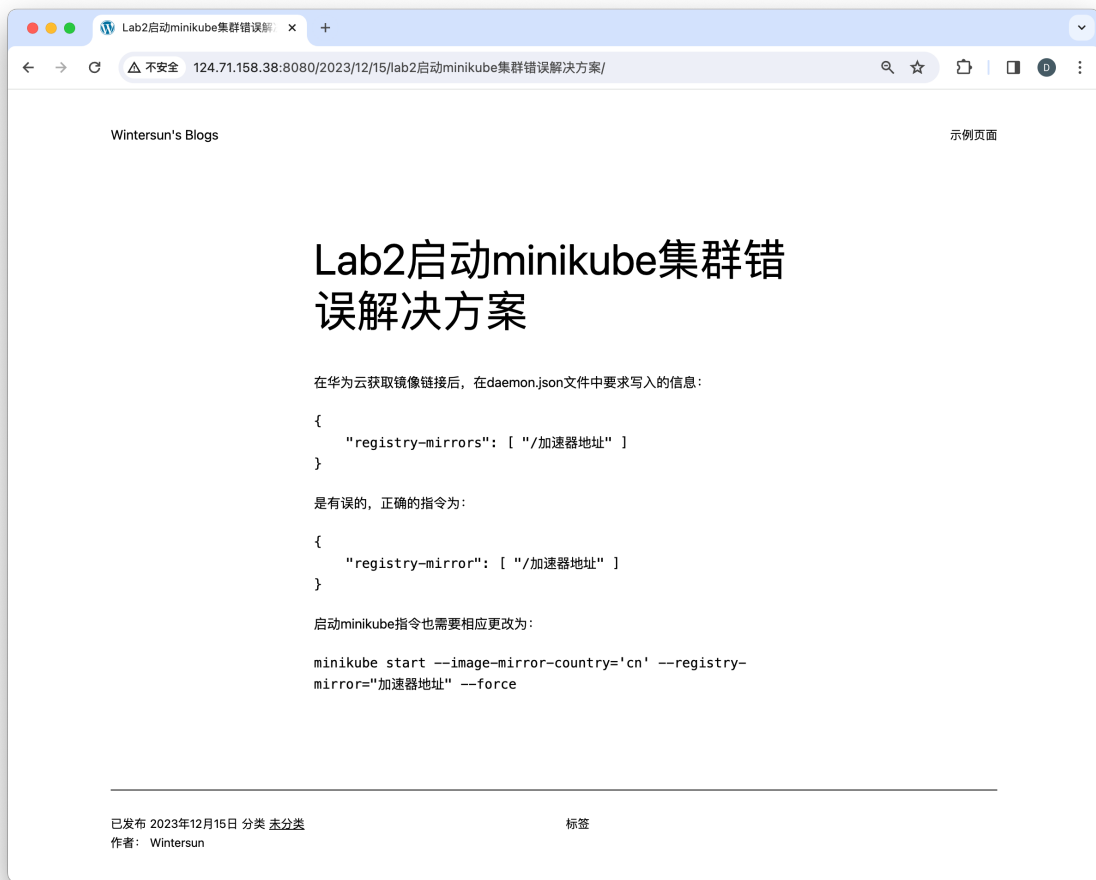 Lab2启动minikube集群错误解
不安全 124.71.158.38:8080/2023/12/15/lab2启动minikube集群错误解决方案/
D
Wintersun's Blogs
示例页面
Lab2启动minikube集群错
误解决方案
在华为云获取镜像链接后，在daemon.json文件中要求写入的信息：
{
    "registry-mirrors": [ "/加速器地址" ]
}
是有误的，正确的指令为：
{
    "registry-mirror": [ "/加速器地址" ]
}
启动minikube指令也需要相应更改为：
minikube start --image-mirror-country='cn' --registry-
mirror="加速器地址" --force
已发布 2023年12月15日 分类 未分类
作者： Wintersun
标签